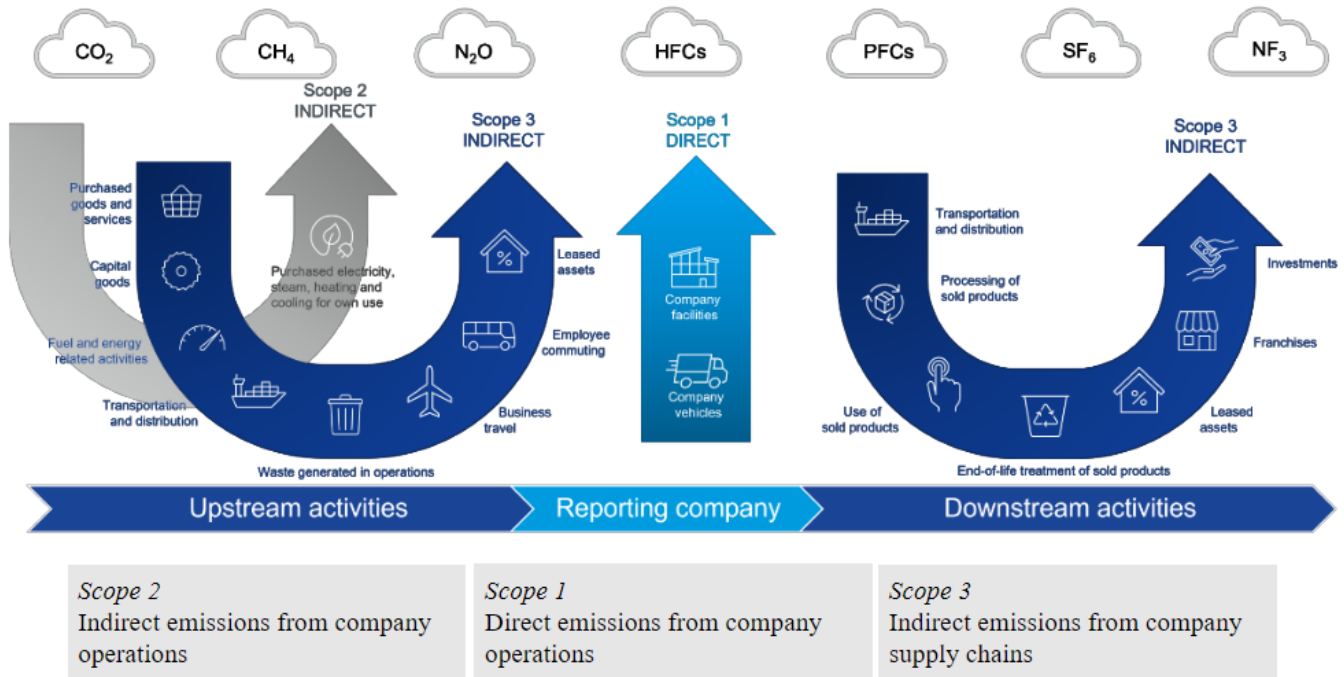 CO₂
CH₄
N₂O
HFCs
PFCs
SF₆
NF₃
Scope 2
INDIRECT
Scope 3
INDIRECT
Scope 1
DIRECT
Scope 3
INDIRECT
Purchased
goods and
services
Capital
goods
Fuel and energy
related activities
Transportation
and distribution
Waste generated in operations
Business
travel
Employee
commuting
Leased
assets
Purchased electricity,
steam, heating and
cooling for own use
Company
facilities
Company
vehicles
Transportation
and distribution
Processing of
sold products
Use of
sold products
End-of-life treatment of sold products
Leased
assets
Franchises
Investments
Upstream activities
Reporting company
Downstream activities
Scope 2
Indirect emissions from company
operations
Scope 1
Direct emissions from company
operations
Scope 3
Indirect emissions from company
supply chains